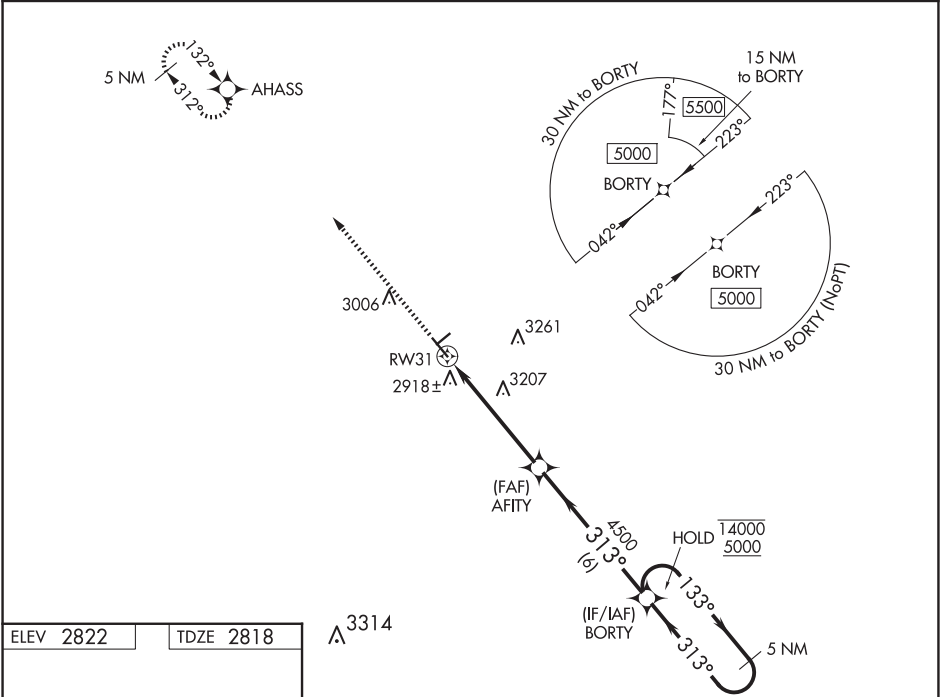 132°
5 NM
312°
AHASS
15 NM
to BORTY
30 NM to BORTY
177°
5500
223°
5000
BORTY
042°
223°
BORTY
042°
5000
30 NM to BORTY (NoPT)
3006
3261
RW31
2918±
3207
(FAF)
AFITY
4500
313°
(6)
HOLD
14000
5000
133°
(IF/IAF)
BORTY
313°
5 NM
3314
ELEV 2822
TDZE 2818